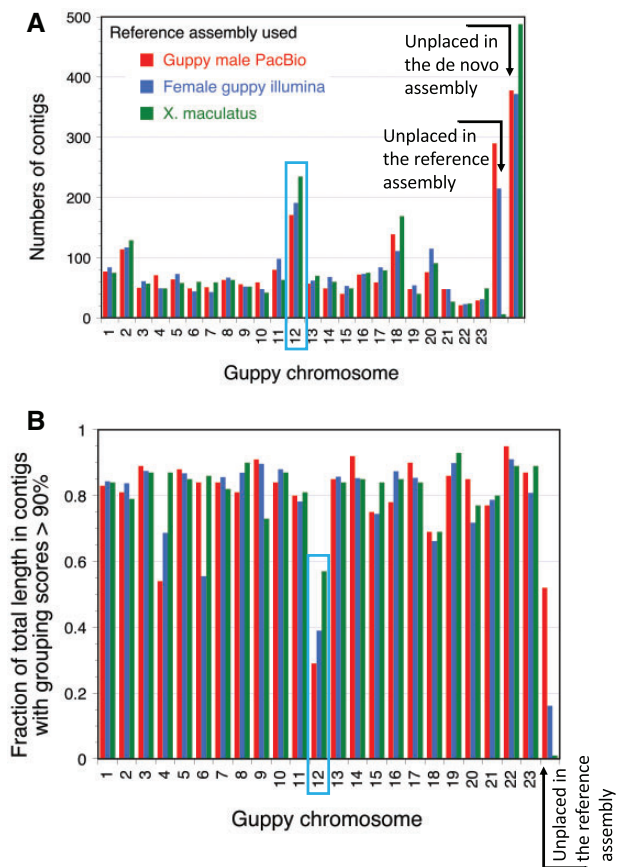 A
Reference assembly used
Guppy male PacBio
Female guppy illumina
X. maculatus
Unplaced in
the de novo
assembly
Unplaced in
the reference
assembly
Numbers of contigs
500
400
300
200
100
0
1 2 3 4 5 6 7 8 9 10 11 12 13 14 15 16 17 18 19 20 21 22 23
Guppy chromosome
B
Fraction of total length in contigs
with grouping scores > 90%
1
0.8
0.6
0.4
0.2
0
1 2 3 4 5 6 7 8 9 10 11 12 13 14 15 16 17 18 19 20 21 22 23
Guppy chromosome
Unplaced in
the reference
assembly